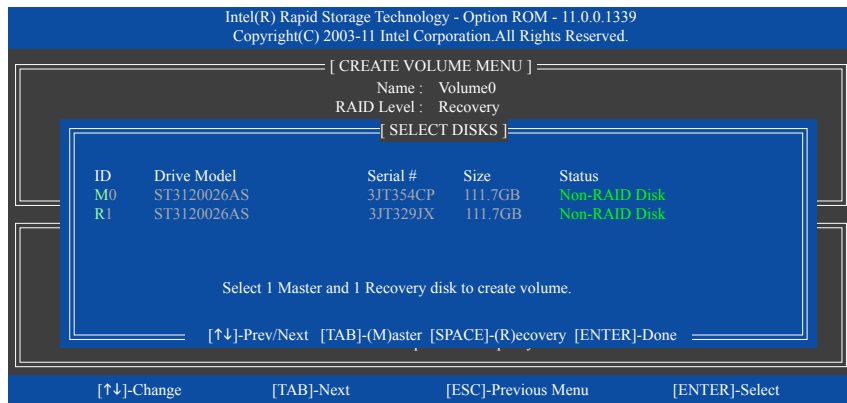 Intel(R) Rapid Storage Technology - Option ROM - 11.0.0.1339
Copyright(C) 2003-11 Intel Corporation.All Rights Reserved.
[ CREATE VOLUME MENU ]
Name : Volume0
RAID Level : Recovery
[ SELECT DISKS ]
ID Drive Model Serial # Size Status
M0 ST3120026AS 3JT354CP 111.7GB Non-RAID Disk
R1 ST3120026AS 3JT329JX 111.7GB Non-RAID Disk
Select 1 Master and 1 Recovery disk to create volume.
[↑↓]-Prev/Next [TAB]-(M)aster [SPACE]-(R)ecovery [ENTER]-Done
[↑↓]-Change [TAB]-Next [ESC]-Previous Menu [ENTER]-Select